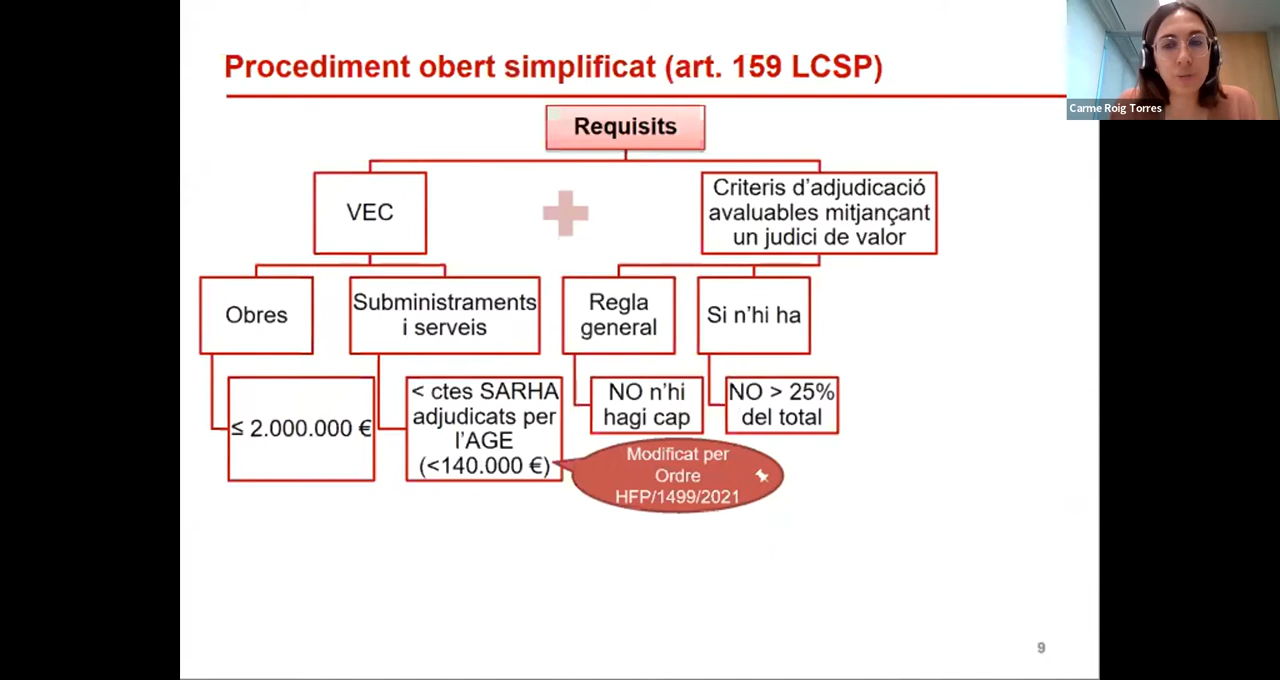 Procediment obert simplificat (art. 159 LCSP)
Carme Roig Torres
Requisits
VEC
Criteris d'adjudicació
avaluables mitjançant
un judici de valor
Obres
Subministraments
i serveis
Regla
general
Si n'hi ha
≤ 2.000.000 €
< ctes SARHA
adjudicats per
l'AGE
(<140.000 €)
NO n'hi
hagi cap
NO > 25%
del total
Modificat per
Ordre
HFP/1499/2021
9